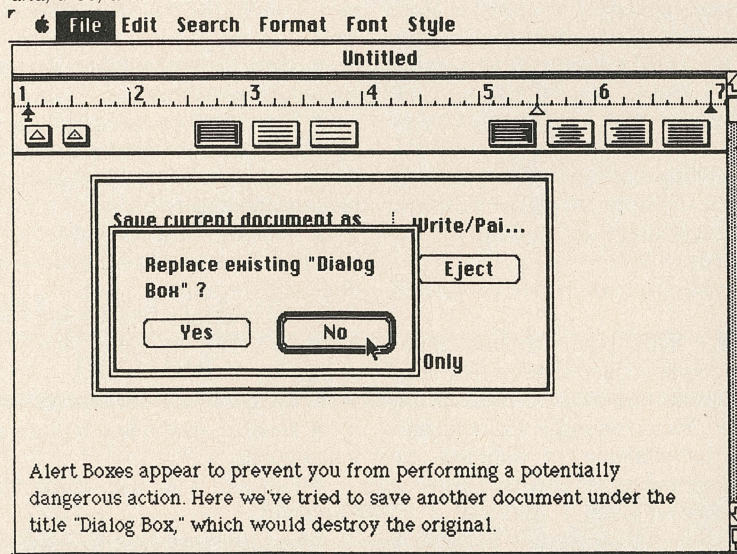 File Edit Search Format Font Style
Untitled
1 2 3 4 5 6 7
Save current document as
Write/Pai...
Replace existing "Dialog
Box" ?
Eject
Yes No
Only
Alert Boxes appear to prevent you from performing a potentially
dangerous action. Here we've tried to save another document under the
title "Dialog Box," which would destroy the original.